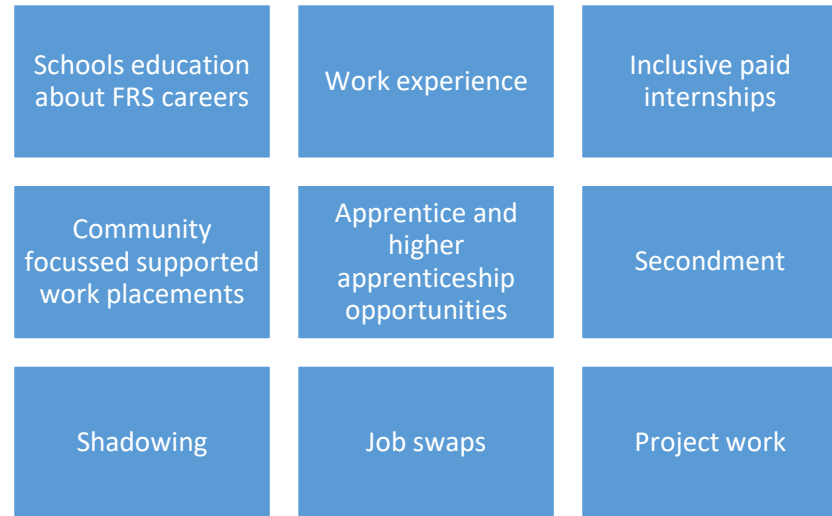 Schools education
about FRS careers
Work experience
Inclusive paid
internships
Community
focussed supported
work placements
Apprentice and
higher
apprenticeship
opportunities
Secondment
Shadowing
Job swaps
Project work